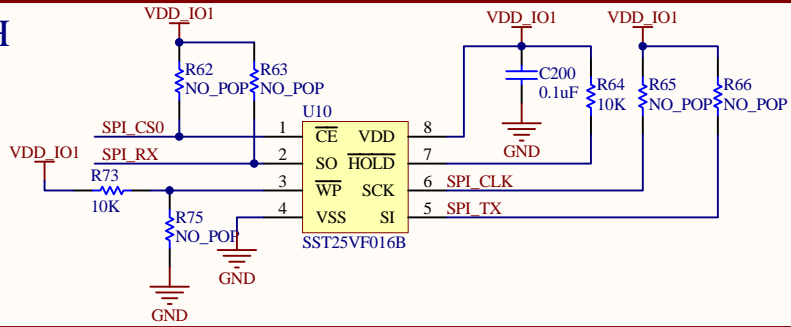 H
VDD_IO1
VDD_IO1
VDD_IO1
R62
NO_POP
R63
NO_POP
C200
0.1uF
R64
10K
R65
NO_POP
R66
NO_POP
U10
SPI_CS0
1
CE
VDD
8
GND
VDD_IO1
SPI_RX
2
SO
HOLD
7
R73
10K
3
WP
SCK
6
SPI_CLK
4
VSS
SI
5
SPI_TX
R75
NO_POP
SST25VF016B
GND
GND